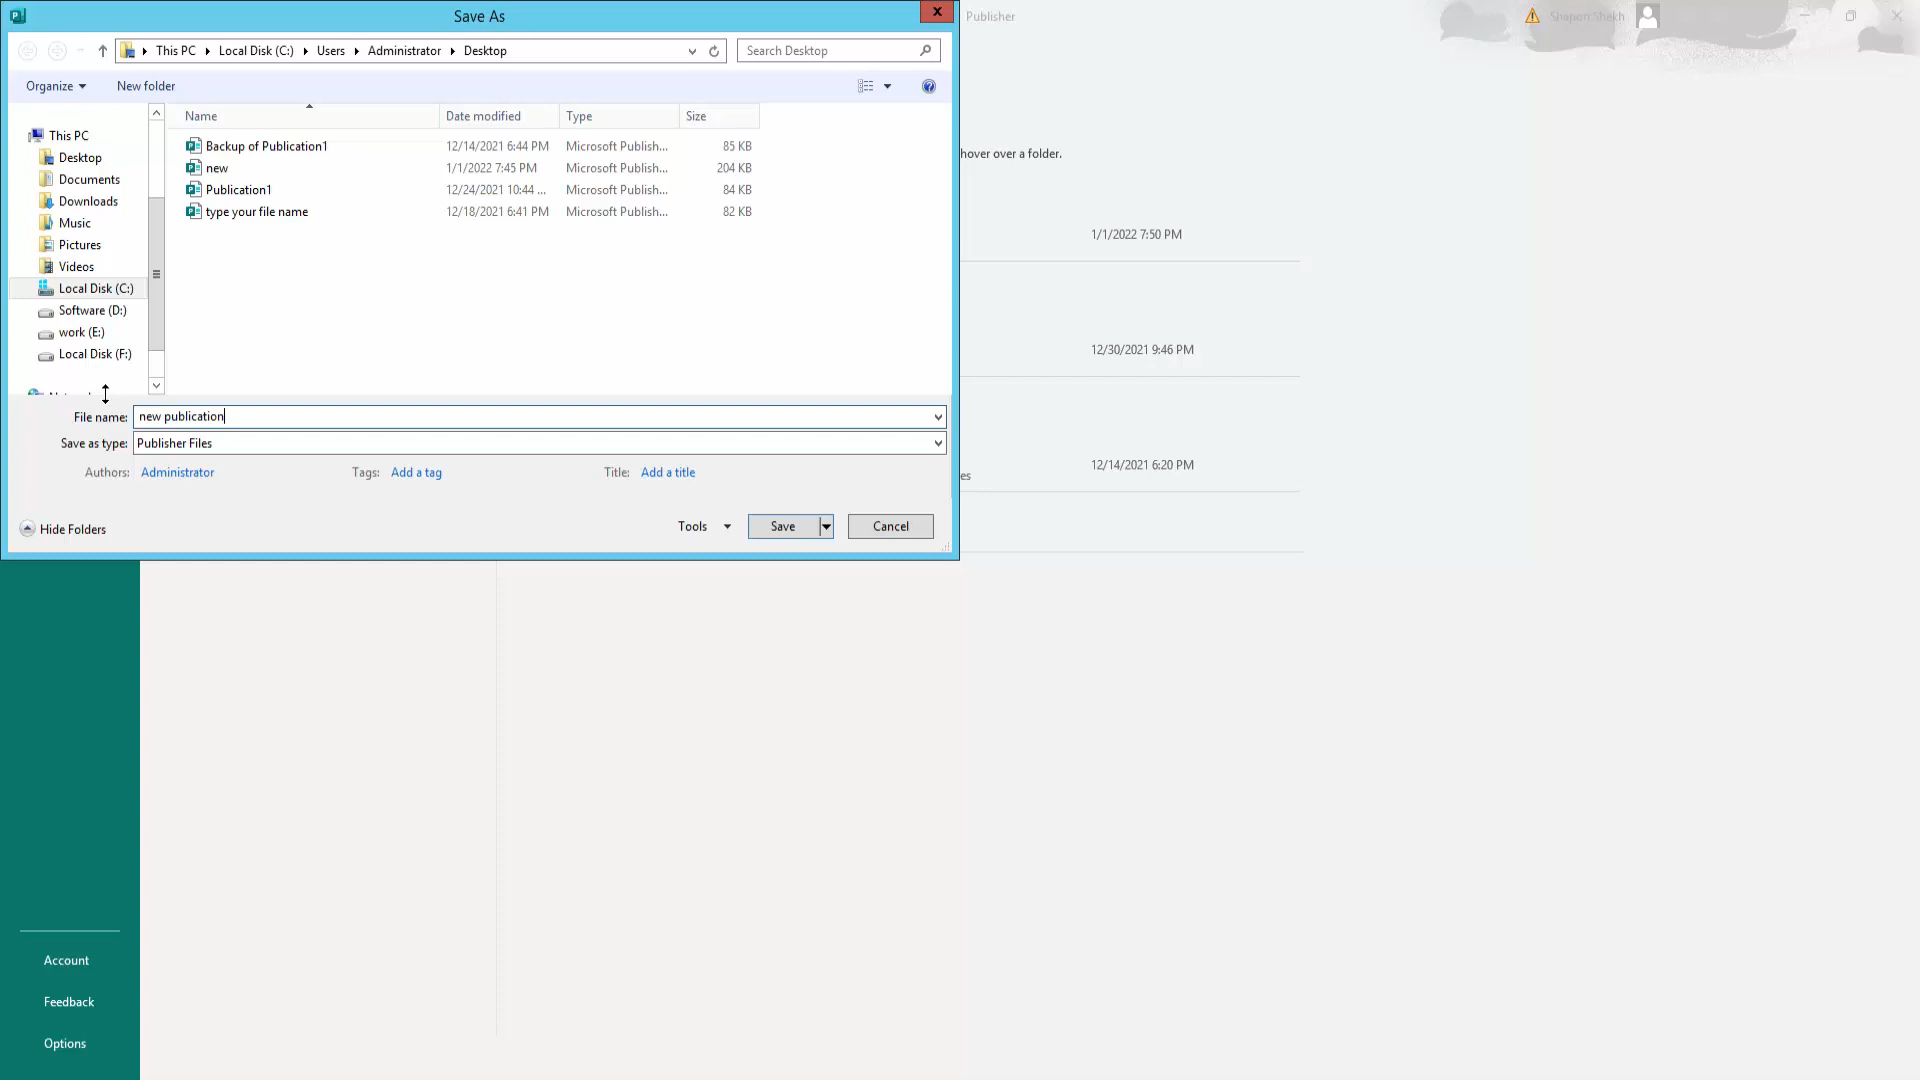 Save As
Publisher
Shapon Shekh
This PC Local Disk (C:) Users Administrator Desktop
Search Desktop
Organize New folder
Name Date modified Type Size
This PC
Desktop
Documents
Downloads
Music
Pictures
Videos
Local Disk (C:)
Software (D:)
work (E:)
Local Disk (F:)
Backup of Publication1 12/14/2021 6:44 PM Microsoft Publish... 85 KB
new 1/1/2022 7:45 PM Microsoft Publish... 204 KB
Publication1 12/24/2021 10:44 ... Microsoft Publish... 84 KB
type your file name 12/18/2021 6:41 PM Microsoft Publish... 82 KB
hover over a folder.
1/1/2022 7:50 PM
12/30/2021 9:46 PM
12/14/2021 6:20 PM
es
File name: new publication
Save as type: Publisher Files
Authors: Administrator Tags: Add a tag Title: Add a title
Hide Folders
Tools Save Cancel
Account
Feedback
Options